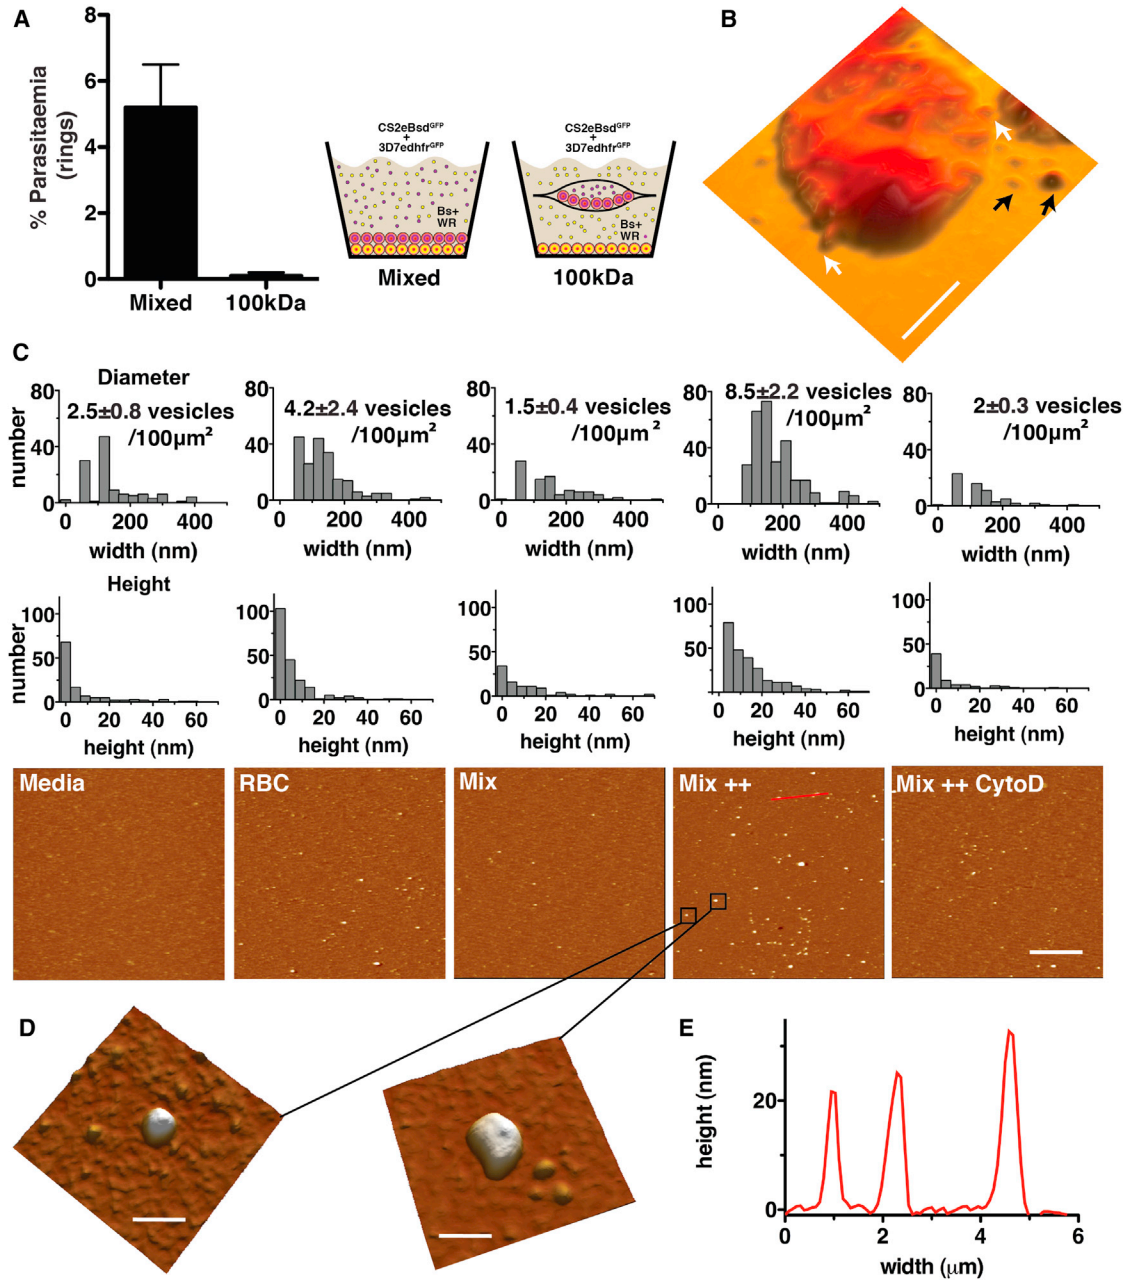 A
8
6
4
2
0
% Parasitaemia
(rings)
Mixed
100kDa
CS2eBsdGFP
+
3D7edhfrGFP
Bs+
WR
Mixed
CS2eBsdGFP
+
3D7edhfrGFP
Bs+
WR
100kDa
B
C
Diameter
number
80
40
0
2.5±0.8 vesicles
/100µm²
0 200 400
width (nm)
80
40
0
4.2±2.4 vesicles
/100µm²
0 200 400
width (nm)
80
40
0
1.5±0.4 vesicles
/100µm²
0 200 400
width (nm)
80
40
0
8.5±2.2 vesicles
/100µm²
0 200 400
width (nm)
80
40
0
2±0.3 vesicles
/100µm²
0 200 400
width (nm)
Height
number
100
50
0
0 20 40 60
height (nm)
100
50
0
0 20 40 60
height (nm)
100
50
0
0 20 40 60
height (nm)
100
50
0
20 40 60
height (nm)
100
50
0
0 20 40 60
height (nm)
Media
RBC
Mix
Mix ++
Mix ++ CytoD
D
E
height (nm)
20
0
0 2 4 6
width (µm)